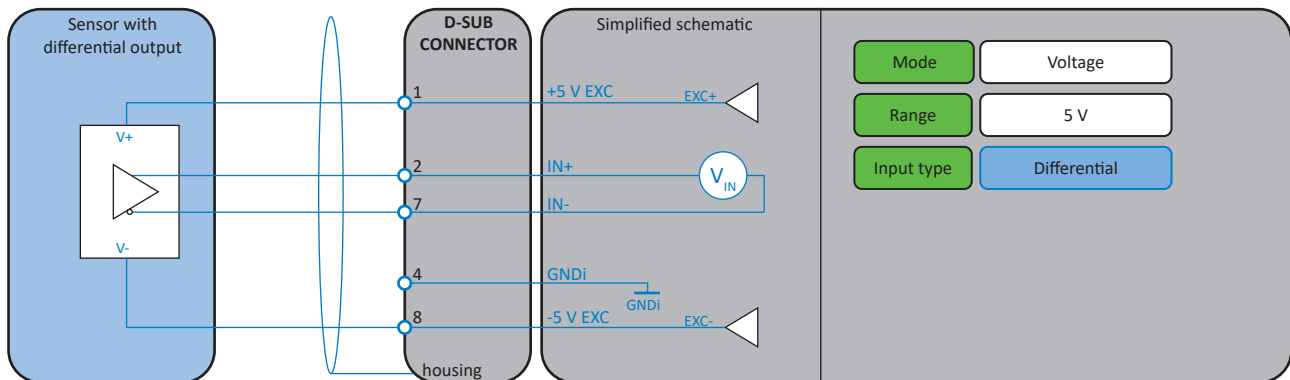 Sensor with
differential output
V+
V-
D-SUB
CONNECTOR
1
2
7
4
8
housing
Simplified schematic
+5 V EXC
EXC+
IN+
VIN
IN-
GNDi
GNDi
-5 V EXC
EXC-
Mode
Voltage
Range
5 V
Input type
Differential